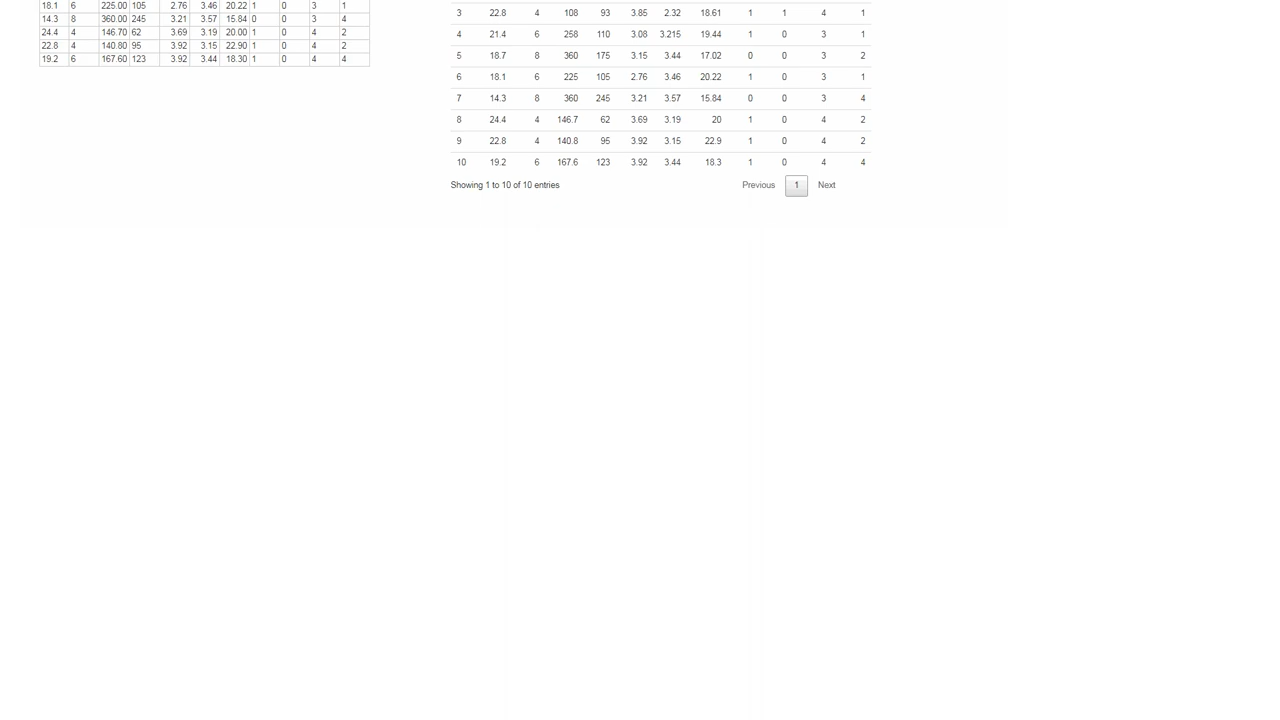 18.1 6 225.00 105 2.76 3.46 20.22 1 0 3 1
14.3 8 360.00 245 3.21 3.57 15.84 0 0 3 4
24.4 4 146.70 62 3.69 3.19 20.00 1 0 4 2
22.8 4 140.80 95 3.92 3.15 22.90 1 0 4 2
19.2 6 167.60 123 3.92 3.44 18.30 1 0 4 4
3 22.8 4 108 93 3.85 2.32 18.61 1 1 4 1
4 21.4 6 258 110 3.08 3.215 19.44 1 0 3 1
5 18.7 8 360 175 3.15 3.44 17.02 0 0 3 2
6 18.1 6 225 105 2.76 3.46 20.22 1 0 3 1
7 14.3 8 360 245 3.21 3.57 15.84 0 0 3 4
8 24.4 4 146.7 62 3.69 3.19 20 1 0 4 2
9 22.8 4 140.8 95 3.92 3.15 22.9 1 0 4 2
10 19.2 6 167.6 123 3.92 3.44 18.3 1 0 4 4
Showing 1 to 10 of 10 entries
Previous 1 Next